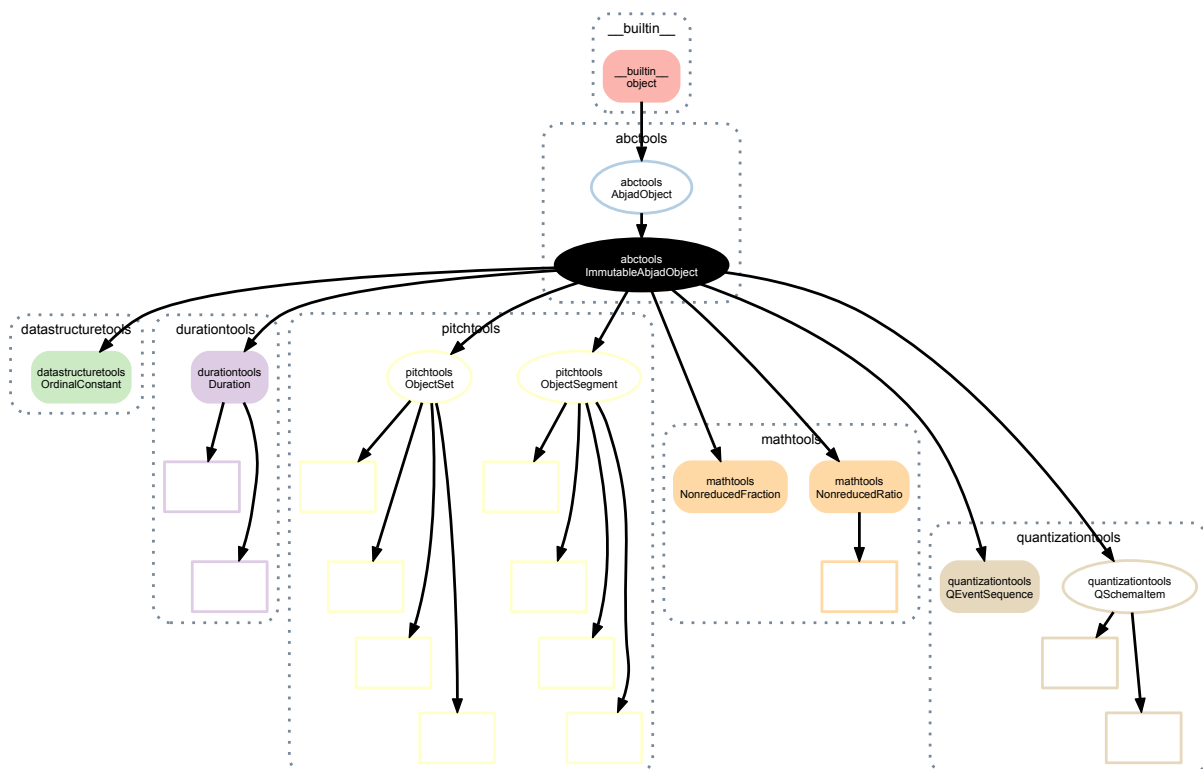 __builtin__
__builtin__
object
abctools
abctools
AbjadObject
abctools
ImmutableAbjadObject
datastructuretools
datastructuretools
OrdinalConstant
durationtools
durationtools
Duration
pitchtools
pitchtools
ObjectSet
pitchtools
ObjectSegment
mathtools
mathtools
NonreducedFraction
mathtools
NonreducedRatio
quantizationtools
quantizationtools
QEventSequence
quantizationtools
QSchemaItem